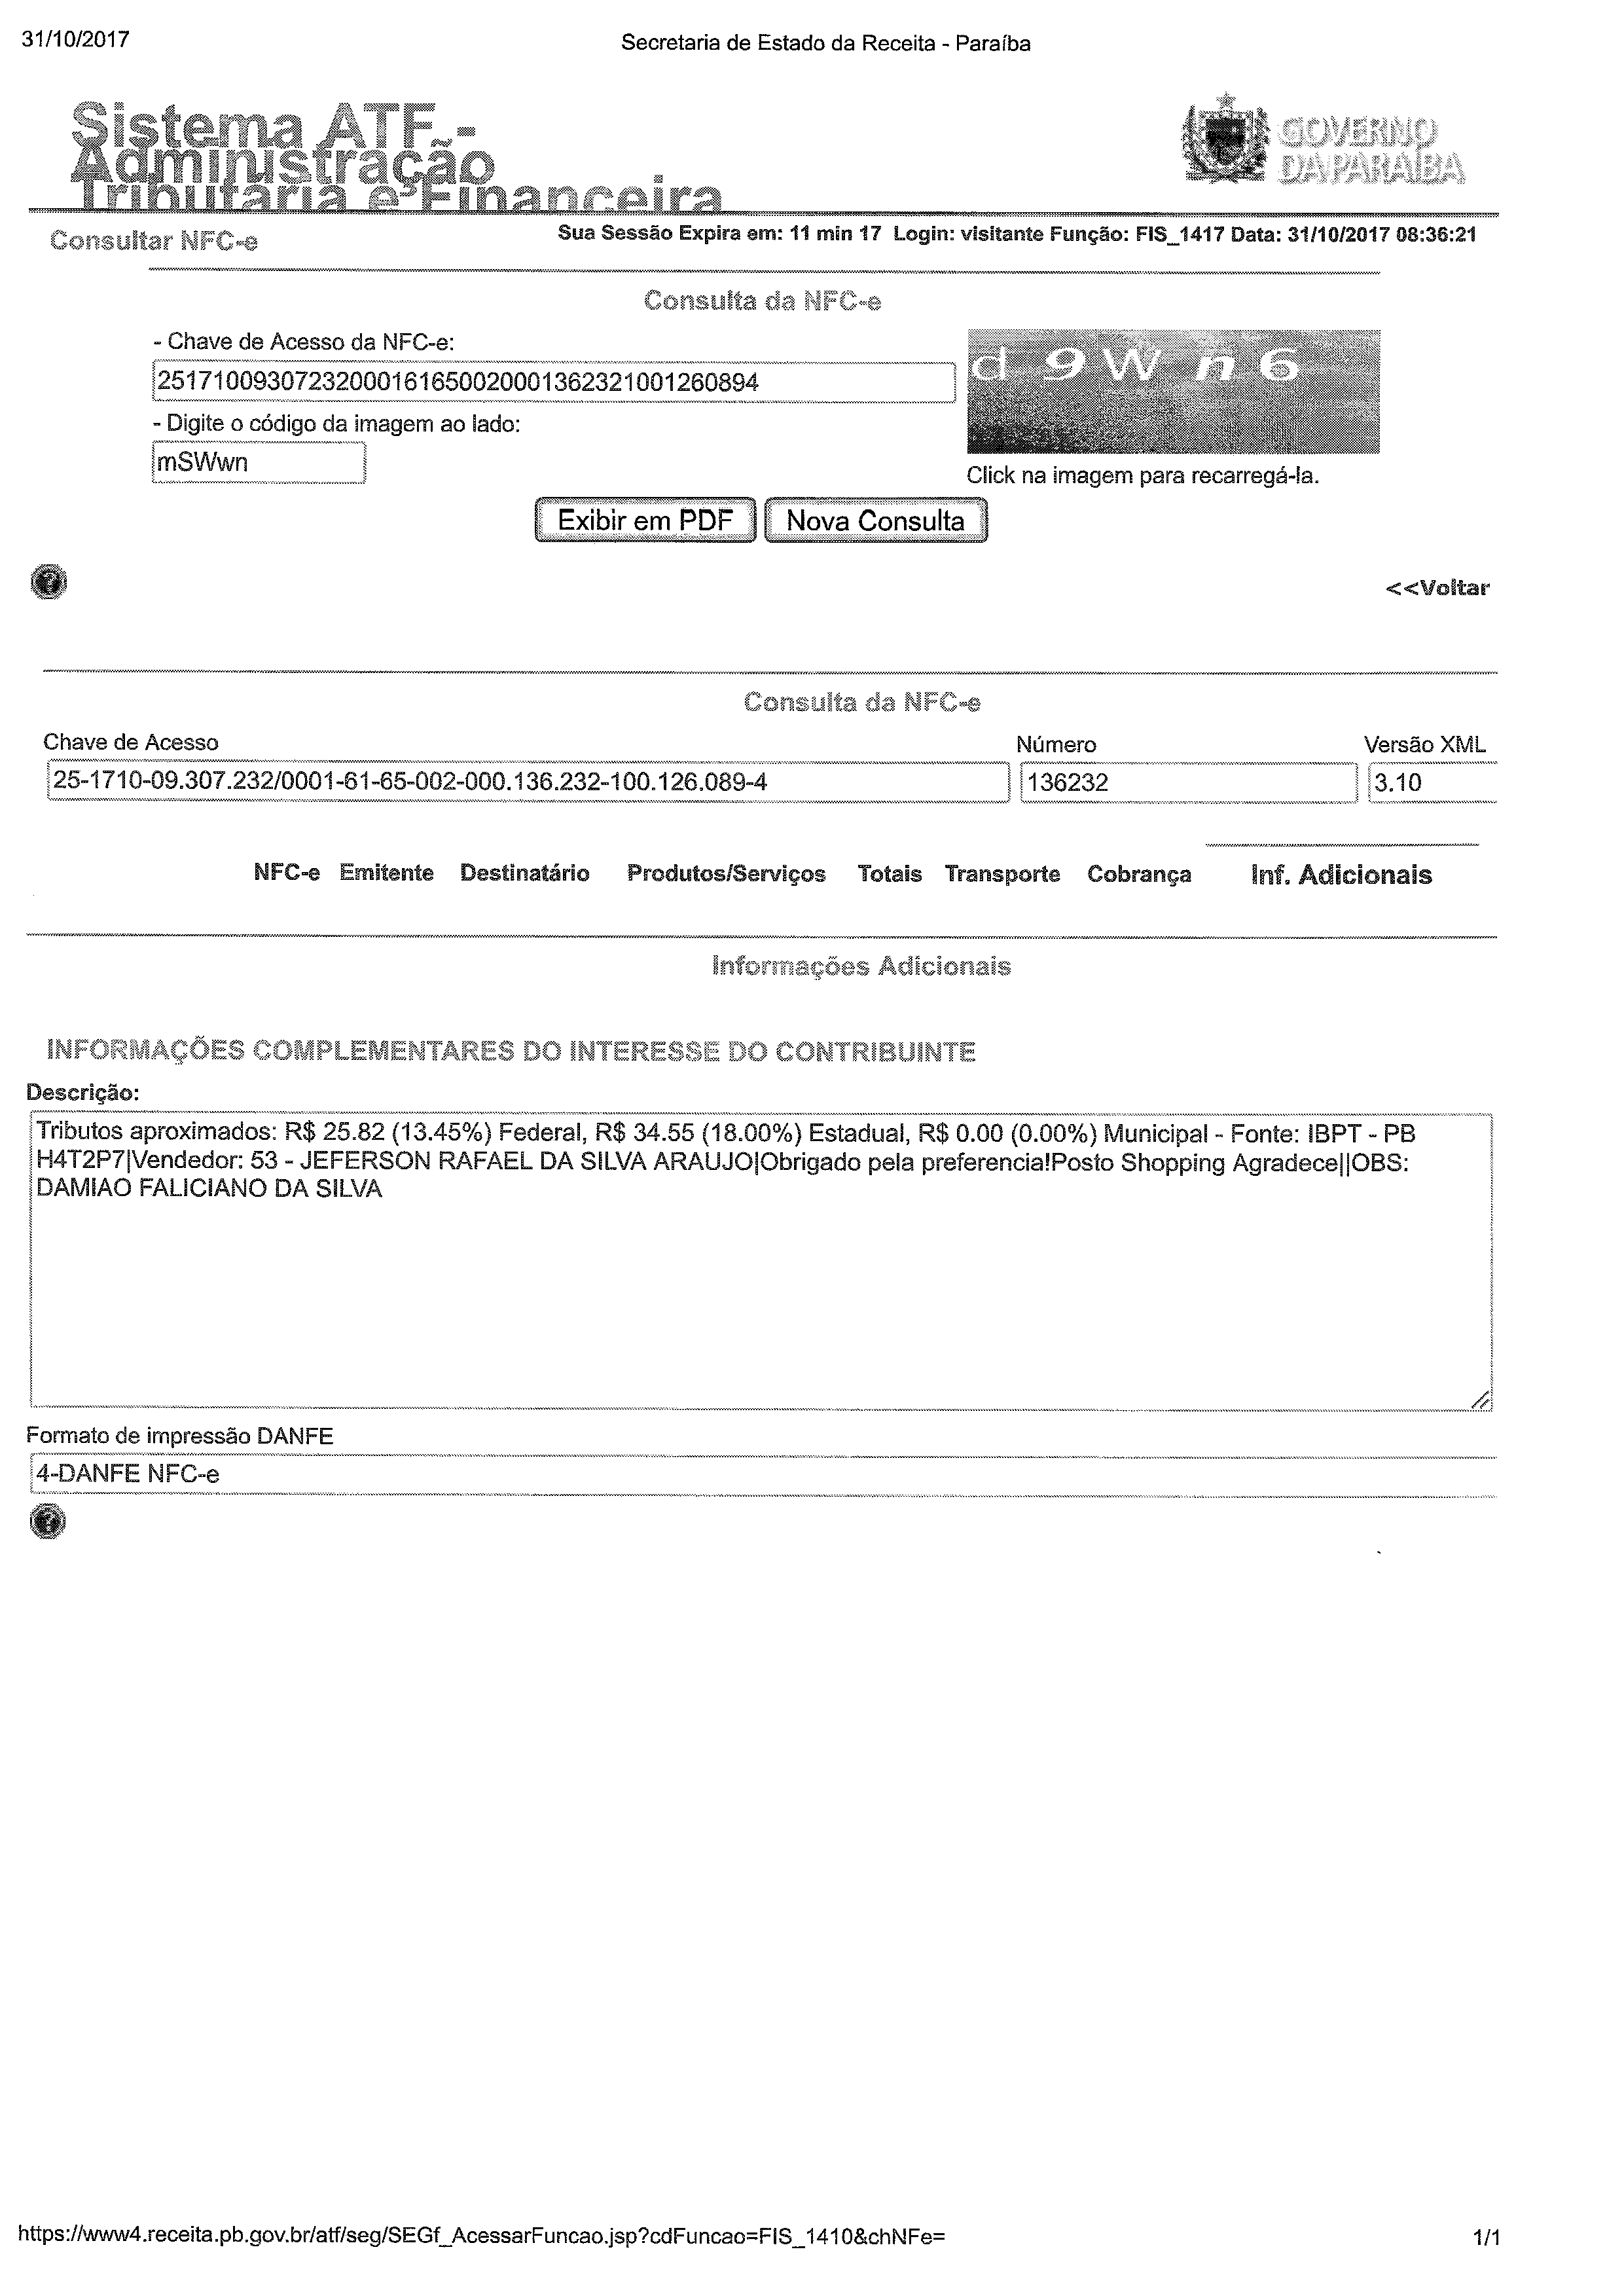 31/10/2017
Secretaria de Estado da Receita - Paraíba
Sistema ATF -
Administração
Tributária e Financeira
GOVERNO
DA PARAÍBA
Consultar NFC-e
Sua Sessão Expira em: 11 min 17 Login: visitante Função: FIS_1417 Data: 31/10/2017 08:36:21
Consulta da NFC-e
- Chave de Acesso da NFC-e:
25171009307232000161650020001362321001260894
d 9 W n 6
- Digite o código da imagem ao lado:
mSWwn
Click na imagem para recarregá-la.
Exibir em PDF Nova Consulta
<<Voltar
Consulta da NFC-e
Chave de Acesso Número Versão XML
25-1710-09.307.232/0001-61-65-002-000.136.232-100.126.089-4 136232 3.10
NFC-e Emitente Destinatário Produtos/Serviços Totais Transporte Cobrança Inf. Adicionais
Informações Adicionais
INFORMAÇÕES COMPLEMENTARES DO INTERESSE DO CONTRIBUINTE
Descrição:
Tributos aproximados: R$ 25.82 (13.45%) Federal, R$ 34.55 (18.00%) Estadual, R$ 0.00 (0.00%) Municipal - Fonte: IBPT - PB
H4T2P7|Vendedor: 53 - JEFERSON RAFAEL DA SILVA ARAUJO|Obrigado pela preferencia!Posto Shopping Agradece||OBS:
DAMIAO FALICIANO DA SILVA
Formato de impressão DANFE
4-DANFE NFC-e
https://www4.receita.pb.gov.br/atf/seg/SEGf_AcessarFuncao.jsp?cdFuncao=FIS_1410&chNFe=
1/1